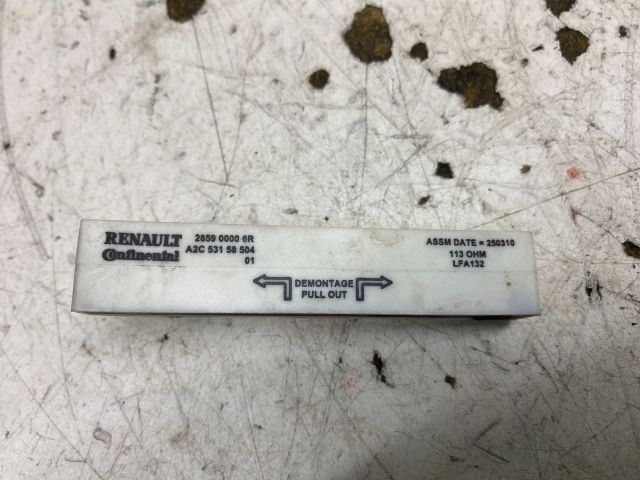 RENAULT
Continental
2859 0000 6R
A2C 531 58 504
01
DEMONTAGE
PULL OUT
ASSM DATE = 250310
113 OHM
LFA132